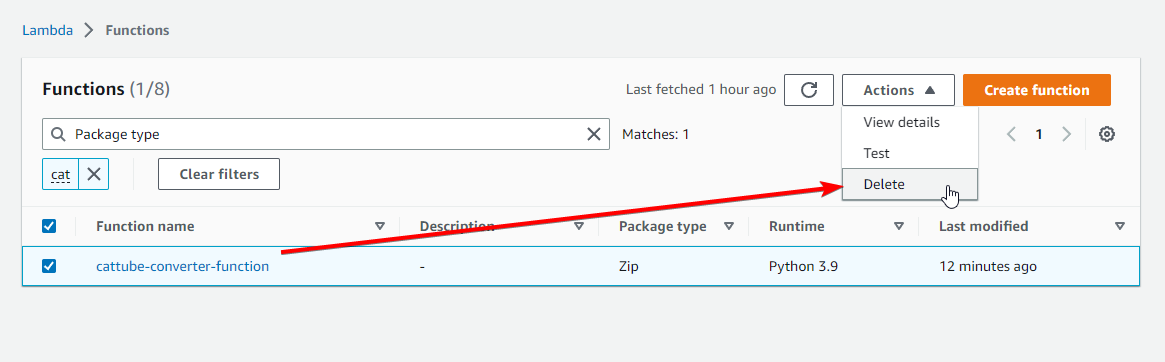 Lambda > Functions
Functions (1/8)
Last fetched 1 hour ago
Actions
Create function
Package type
Matches: 1
View details
1
Test
cat
Clear filters
Delete
Function name
Description
Package type
Runtime
Last modified
cattube-converter-function
-
Zip
Python 3.9
12 minutes ago